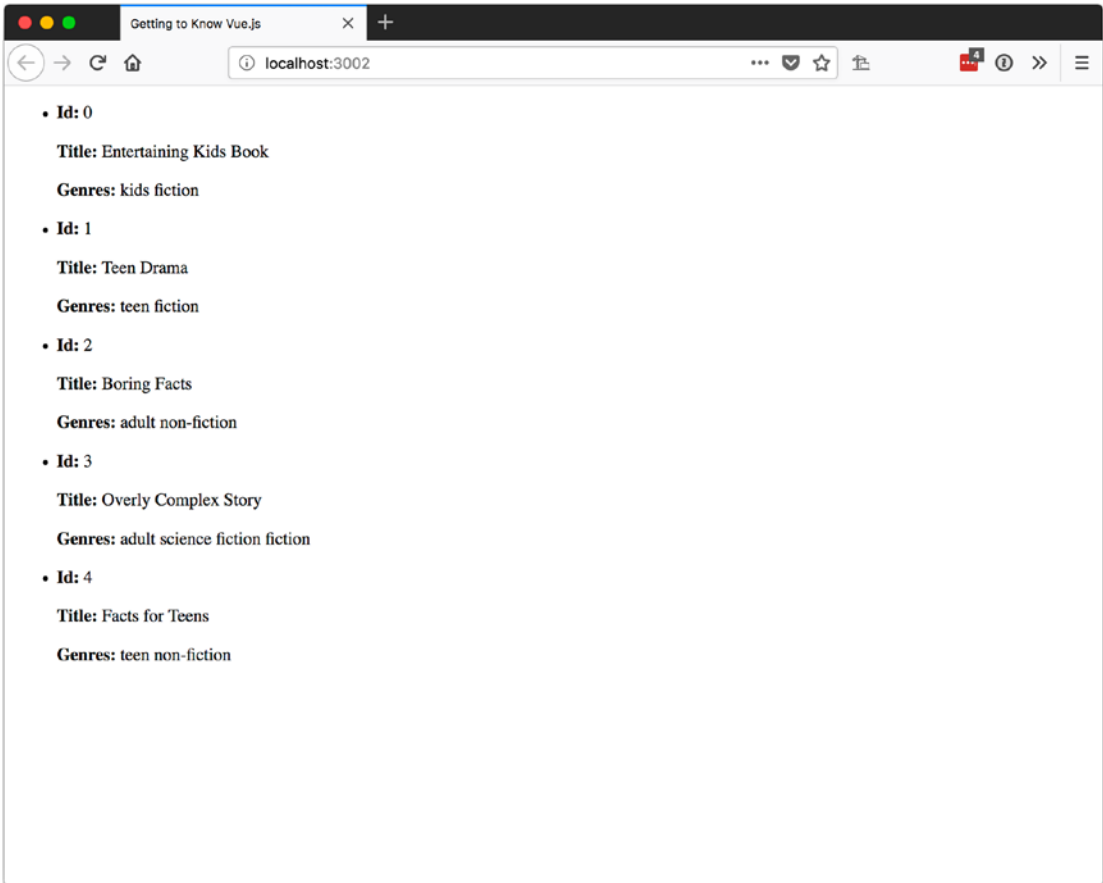 Getting to Know Vue.js
localhost:3002
4
• Id: 0
Title: Entertaining Kids Book
Genres: kids fiction
• Id: 1
Title: Teen Drama
Genres: teen fiction
• Id: 2
Title: Boring Facts
Genres: adult non-fiction
• Id: 3
Title: Overly Complex Story
Genres: adult science fiction fiction
• Id: 4
Title: Facts for Teens
Genres: teen non-fiction